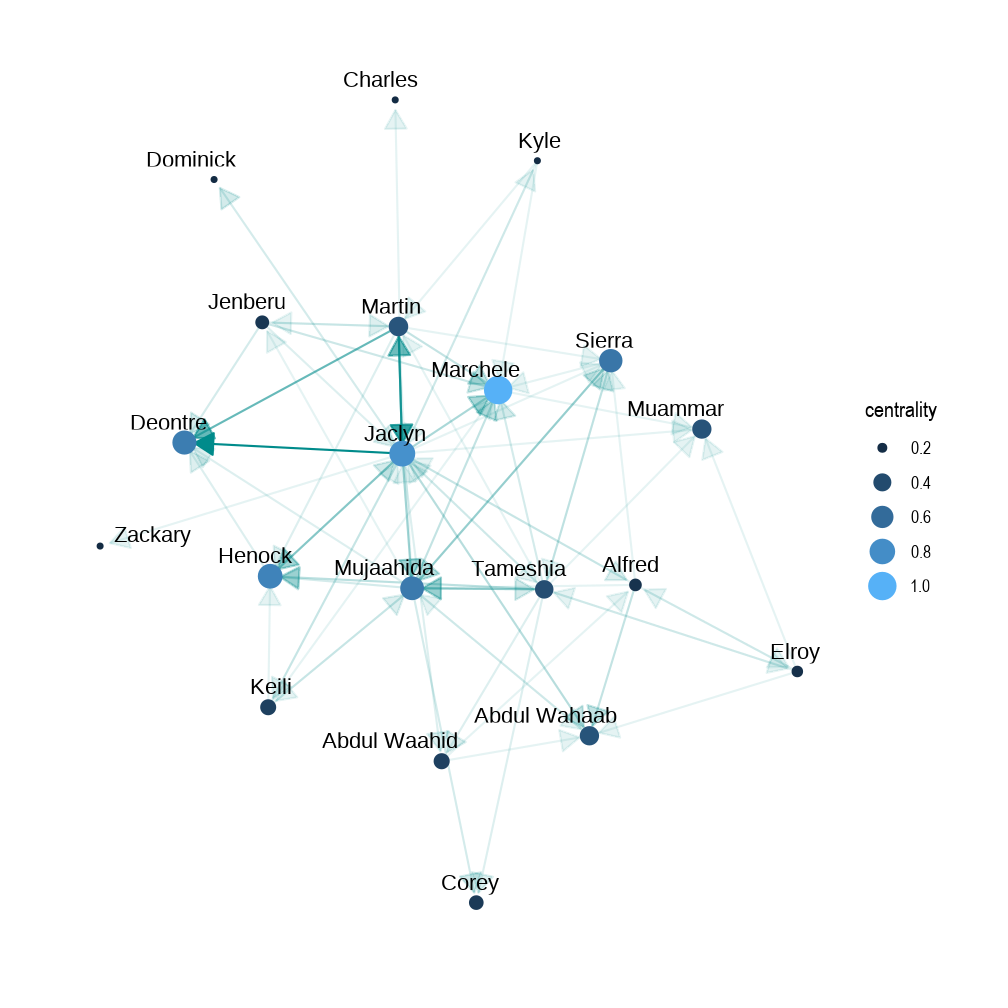 Charles
Kyle
Dominick
Jenberu
Martin
Sierra
Marchele
Muammar
Deontre
Jaclyn
centrality
0.2
0.4
0.6
0.8
1.0
Zackary
Henock
Mujaahida
Tameshia
Alfred
Elroy
Keili
Abdul Wahaab
Abdul Waahid
Corey